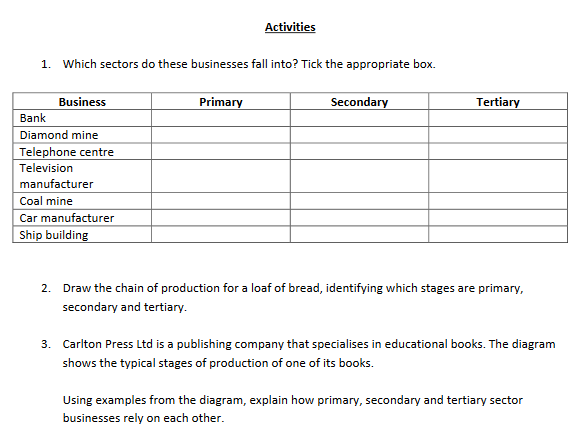 Activities
1. Which sectors do these businesses fall into? Tick the appropriate box.
Business Primary Secondary Tertiary
Bank
Diamond mine
Telephone centre
Television
manufacturer
Coal mine
Car manufacturer
Ship building
2. Draw the chain of production for a loaf of bread, identifying which stages are primary,
secondary and tertiary.
3. Carlton Press Ltd is a publishing company that specialises in educational books. The diagram
shows the typical stages of production of one of its books.
Using examples from the diagram, explain how primary, secondary and tertiary sector
businesses rely on each other.